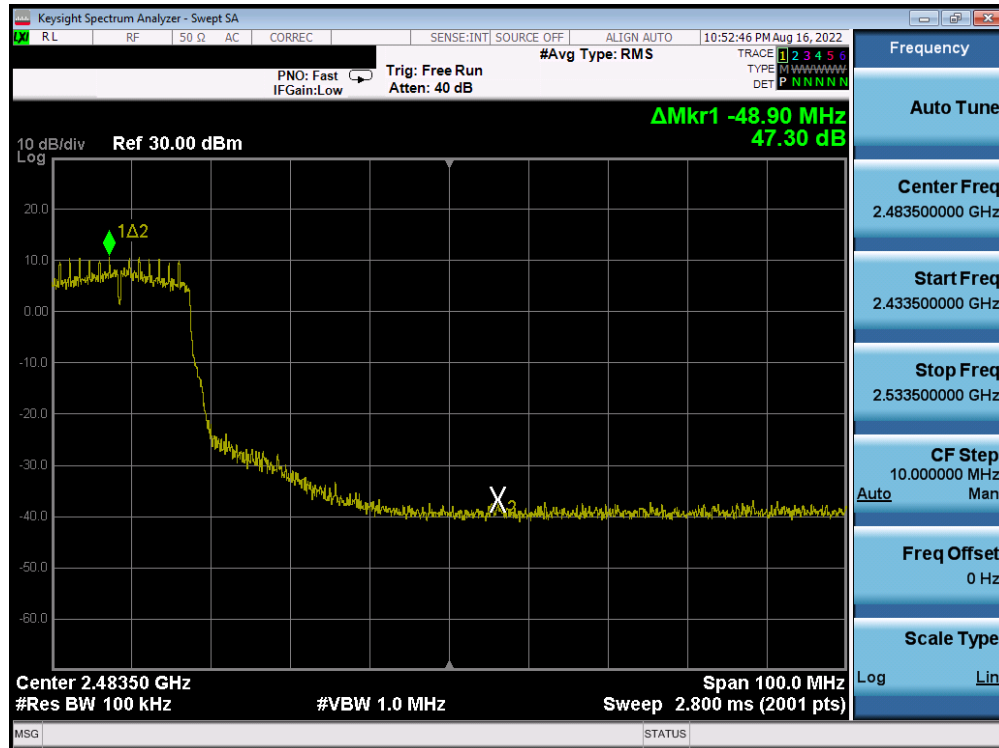 Keysight Spectrum Analyzer - Swept SA
LXI RL RF 50 Ω AC CORREC SENSE:INT SOURCE OFF ALIGN AUTO 10:52:46 PM Aug 16, 2022
#Avg Type: RMS TRACE 1 2 3 4 5 6
PNO: Fast Trig: Free Run TYPE M WWWWW
IFGain:Low Atten: 40 dB DET P N N N N N
ΔMkr1 -48.90 MHz
47.30 dB
10 dB/div Ref 30.00 dBm
Log
20.0
1Δ2
10.0
0.00
-10.0
-20.0
-30.0
-40.0
-50.0
-60.0
Center 2.48350 GHz Span 100.0 MHz
#Res BW 100 kHz #VBW 1.0 MHz Sweep 2.800 ms (2001 pts)
MSG STATUS
Frequency
Auto Tune
Center Freq
2.483500000 GHz
Start Freq
2.433500000 GHz
Stop Freq
2.533500000 GHz
CF Step
10.000000 MHz
Auto Man
Freq Offset
0 Hz
Scale Type
Log Lin